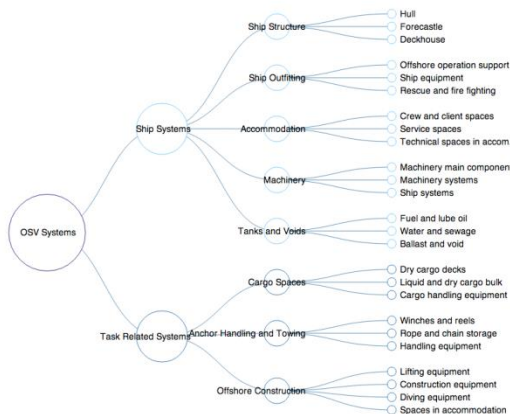 Hull
Ship Structure
Forecastle
Deckhouse
Offshore operation support
Ship Outfitting
Ship equipment
Rescue and fire fighting
Crew and client spaces
Ship Systems
Accommodation
Service spaces
Technical spaces in accom.
Machinery main componen
Machinery
Machinery systems
Ship systems
Fuel and lube oil
Tanks and Voids
Water and sewage
Ballast and void
OSV Systems
Dry cargo decks
Cargo Spaces
Liquid and dry cargo bulk
Cargo handling equipment
Winches and reels
Task Related Systems
Anchor Handling and Towing
Rope and chain storage
Handling equipment
Lifting equipment
Offshore Construction
Construction equipment
Diving equipment
Spaces in accommodation